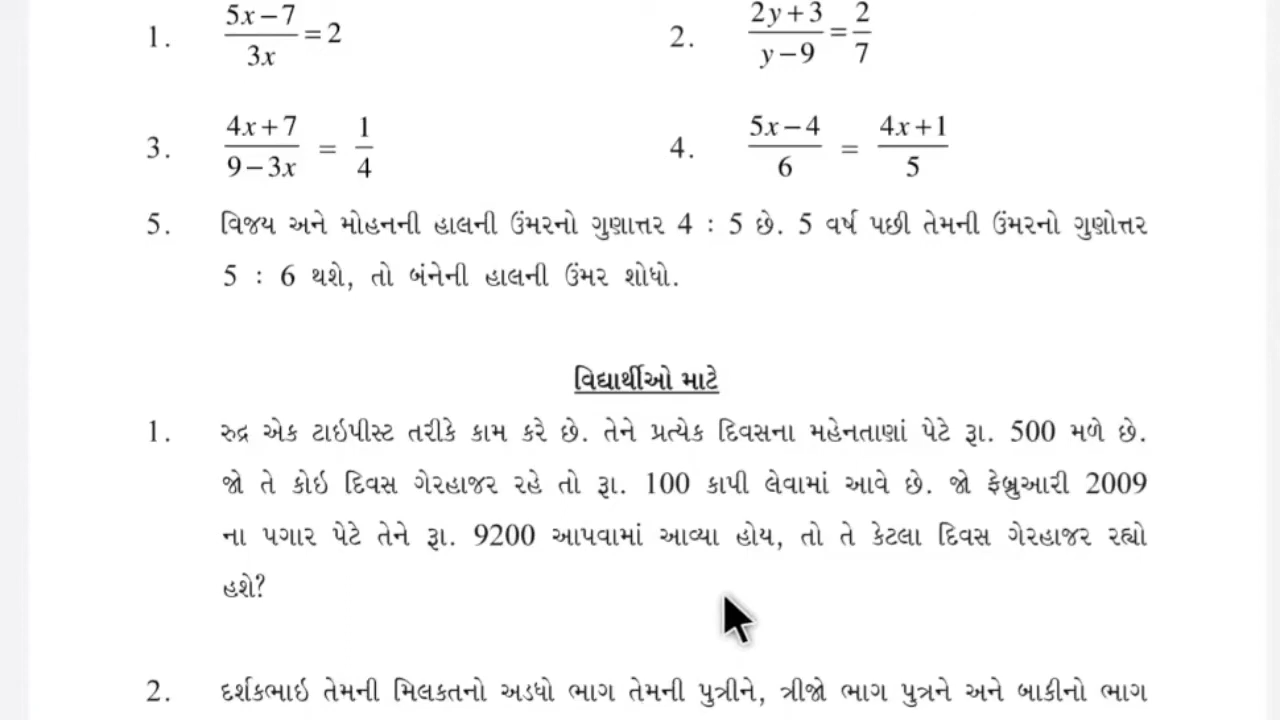 1. (5x−7)/(3x) = 2
2. (2y+3)/(y−9) = 2/7
3. (4x+7)/(9−3x) = 1/4
4. (5x−4)/6 = (4x+1)/5
5. વિજય અને મોહનની હાલની ઉંમરનો ગુણાત્તર 4 : 5 છે. 5 વર્ષ પછી તેમની ઉંમરનો ગુણોત્તર
5 : 6 થશે, તો બંનેની હાલની ઉંમર શોધો.
વિદ્યાર્થીઓ માટે
1. રુદ્ર એક ટાઇપીસ્ટ તરીકે કામ કરે છે. તેને પ્રત્યેક દિવસના મહેનતાણાં પેટે રૂા. 500 મળે છે.
જો તે કોઇ દિવસ ગેરહાજર રહે તો રૂા. 100 કાપી લેવામાં આવે છે. જો ફેબ્રુઆરી 2009
ના પગાર પેટે તેને રૂા. 9200 આપવામાં આવ્યા હોય, તો તે કેટલા દિવસ ગેરહાજર રહ્યો
હશે?
2. દર્શકભાઇ તેમની મિલકતનો અડધો ભાગ તેમની પુત્રીને, ત્રીજો ભાગ પુત્રને અને બાકીનો ભાગ